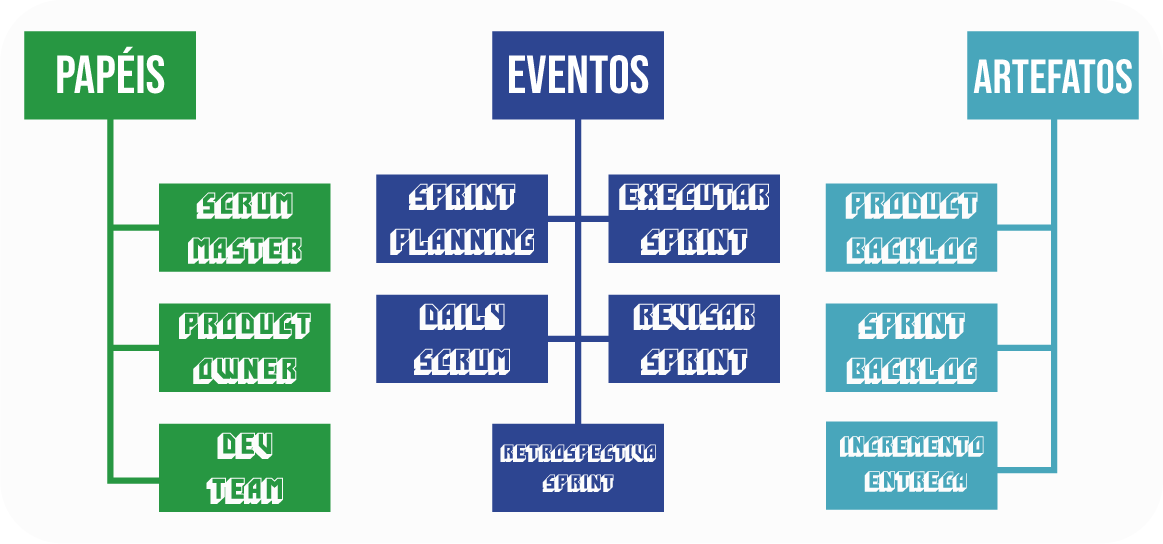 PAPÉIS
SCRUM
MASTER
PRODUCT
OWNER
DEV
TEAM
EVENTOS
SPRINT
PLANNING
EXECUTAR
SPRINT
DAILY
SCRUM
REVISAR
SPRINT
RETROSPECTIVA
SPRINT
ARTEFATOS
PRODUCT
BACKLOG
SPRINT
BACKLOG
INCREMENTO
ENTREGA